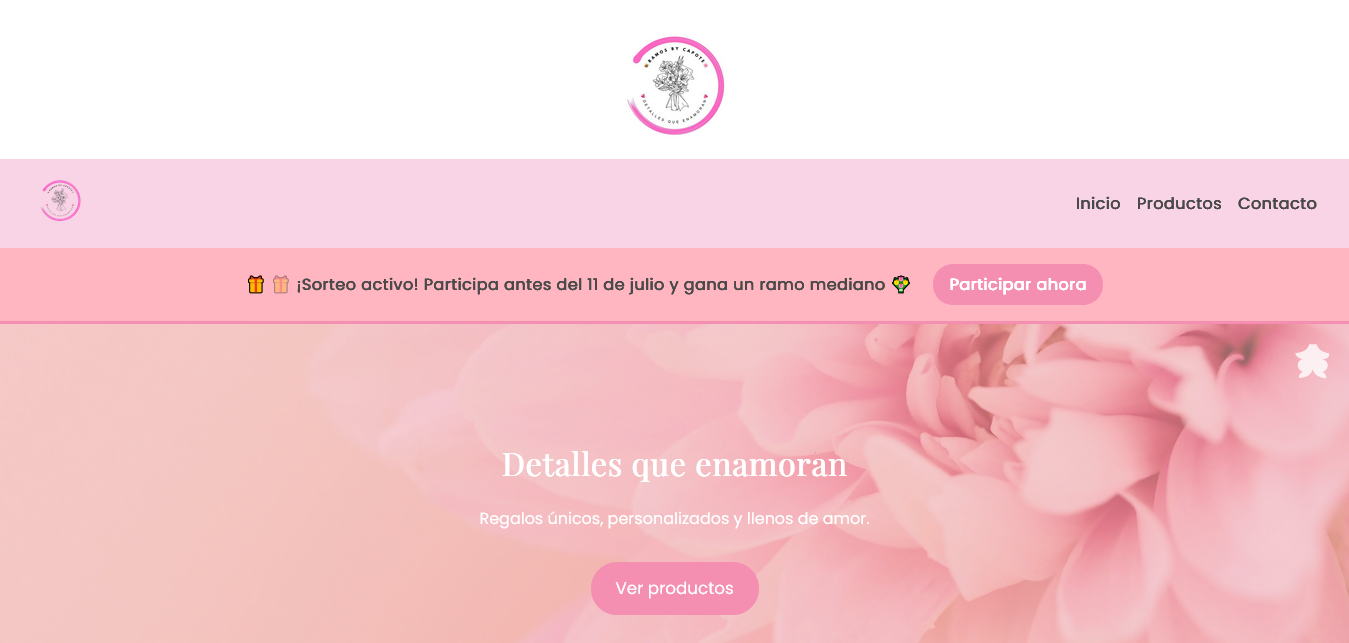 RAMOS BY CAPOTE
DETALLES QUE ENAMORAN
Inicio Productos Contacto
¡Sorteo activo! Participa antes del 11 de julio y gana un ramo mediano
Participar ahora
Detalles que enamoran
Regalos únicos, personalizados y llenos de amor.
Ver productos